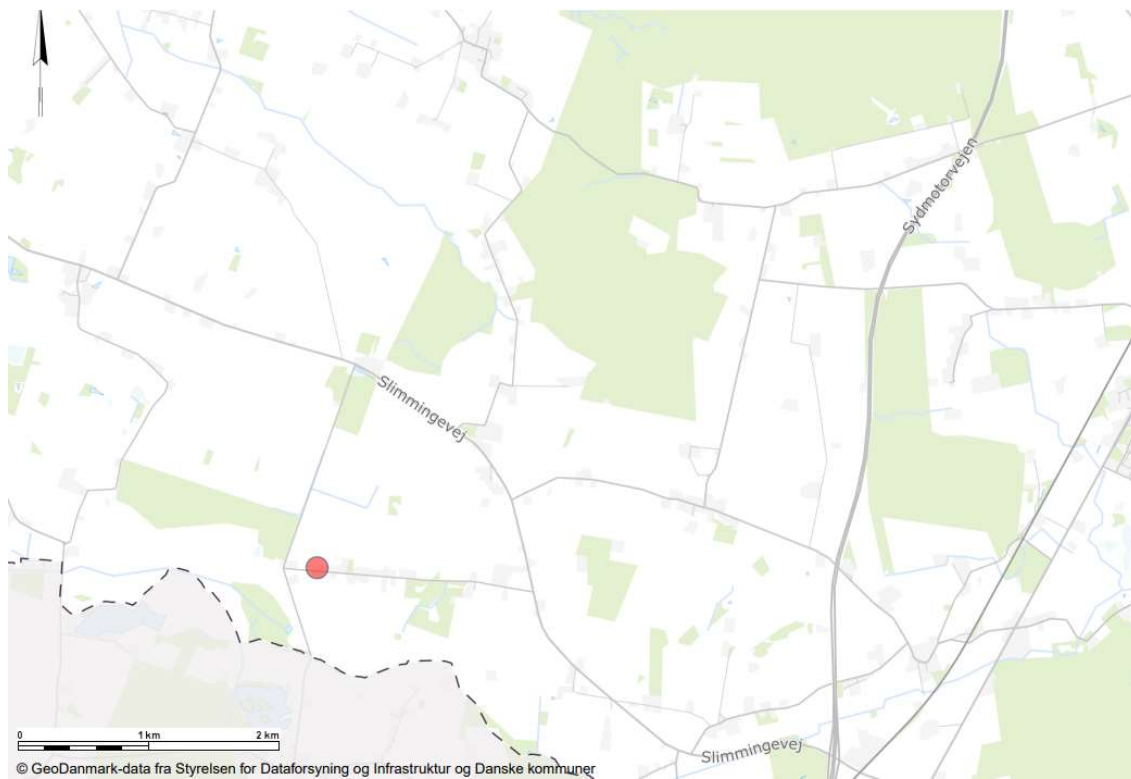 Sydmotorvejen
Slimmingevej
Slimmingevej
0 1 km 2 km
© GeoDanmark-data fra Styrelsen for Dataforsyning og Infrastruktur og Danske kommuner